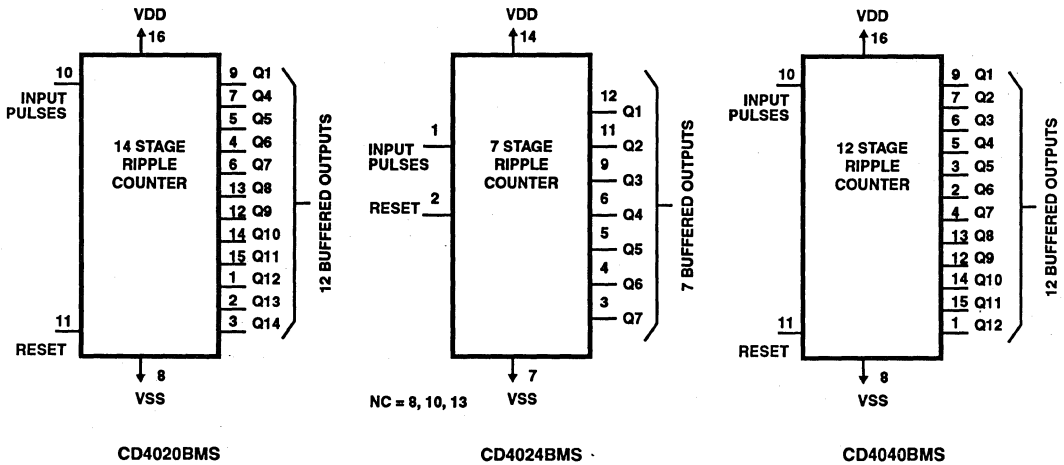 VDD
16
10
INPUT
PULSES
14 STAGE
RIPPLE
COUNTER
9 Q1
7 Q4
5 Q5
4 Q6
6 Q7
13 Q8
12 Q9
14 Q10
15 Q11
1 Q12
2 Q13
3 Q14
12 BUFFERED OUTPUTS
11
RESET
8
VSS
CD4020BMS
VDD
14
1
INPUT
PULSES
2
RESET
7 STAGE
RIPPLE
COUNTER
12
Q1
11
Q2
9
Q3
6
Q4
5
Q5
4
Q6
3
Q7
7 BUFFERED OUTPUTS
7
VSS
NC = 8, 10, 13
CD4024BMS
VDD
16
10
INPUT
PULSES
12 STAGE
RIPPLE
COUNTER
9 Q1
7 Q2
6 Q3
5 Q4
3 Q5
2 Q6
4 Q7
13 Q8
12 Q9
14 Q10
15 Q11
1 Q12
12 BUFFERED OUTPUTS
11
RESET
8
VSS
CD4040BMS